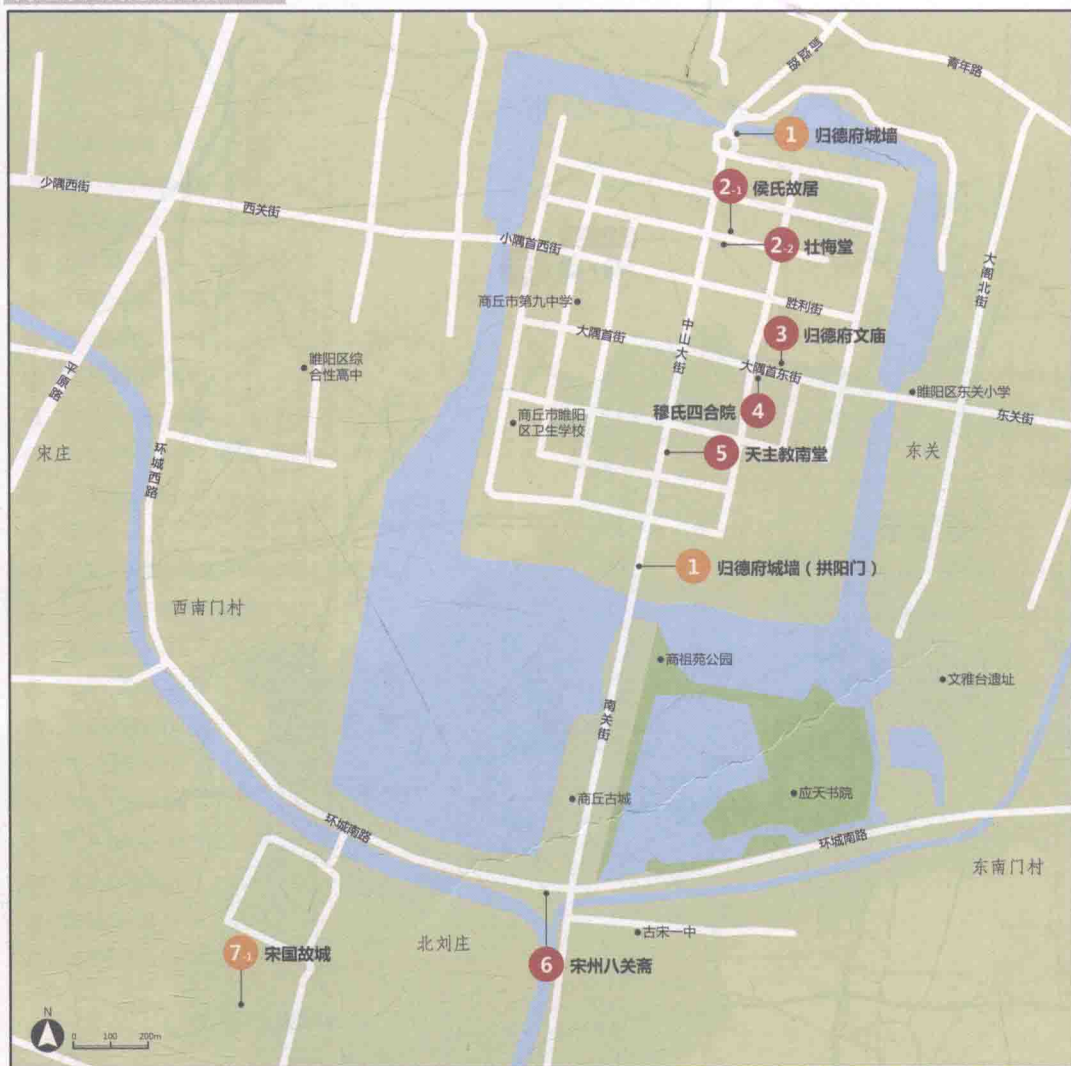 青年路
1 归德府城墙
2-1 侯氏故居
少隅西街
西关街
小隅首西街
2-2 壮悔堂
大阁北街
商丘市第九中学
胜利街
3 归德府文庙
大隅首街
中山大街
大隅首东街
睢阳区综
合性高中
平原路
睢阳区东关小学
穆氏四合院 4
商丘市睢阳
区卫生学校
东关街
宋庄
环城西路
5 天主教南堂
东关
1 归德府城墙（拱阳门）
西南门村
商祖苑公园
文雅台遗址
南关街
商丘古城
应天书院
环城南路
环城南路
东南门村
古宋一中
北刘庄
7-1 宋国故城
6 宋州八关斋
N
0 100 200m